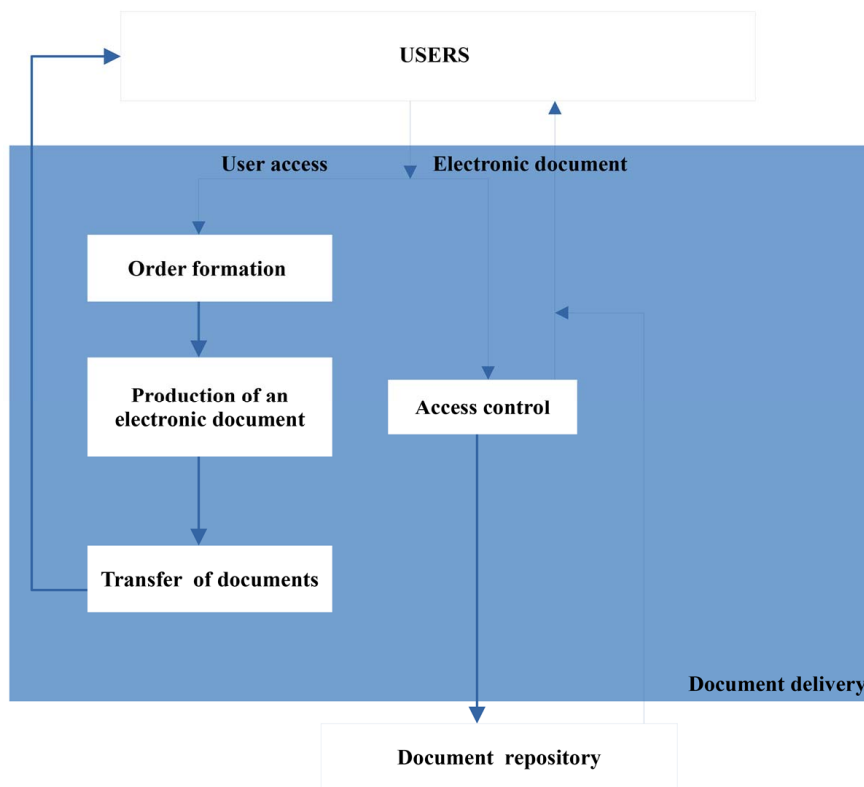 USERS
User access
Electronic document
Order formation
Production of an
electronic document
Access control
Transfer of documents
Document delivery
Document repository